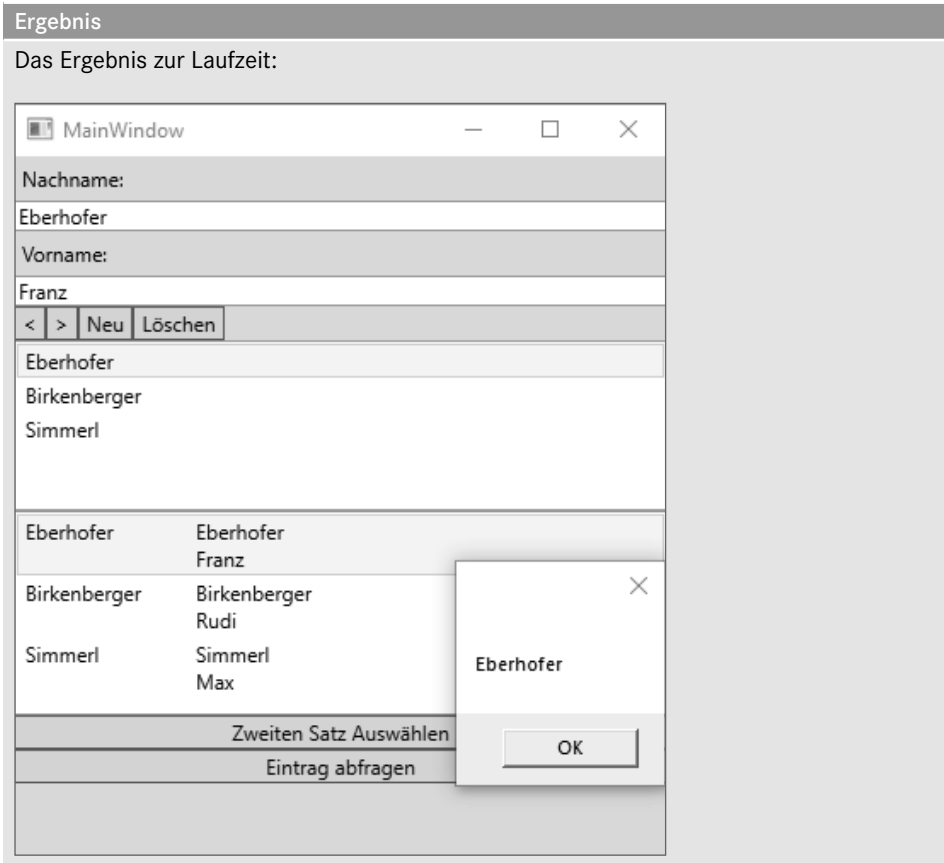 Ergebnis
Das Ergebnis zur Laufzeit:
MainWindow
Nachname:
Eberhofer
Vorname:
Franz
< > Neu Löschen
Eberhofer
Birkenberger
Simmerl
Eberhofer Eberhofer
Franz
Birkenberger Birkenberger
Rudi
Simmerl Simmerl
Max
Eberhofer
OK
Zweiten Satz Auswählen
Eintrag abfragen